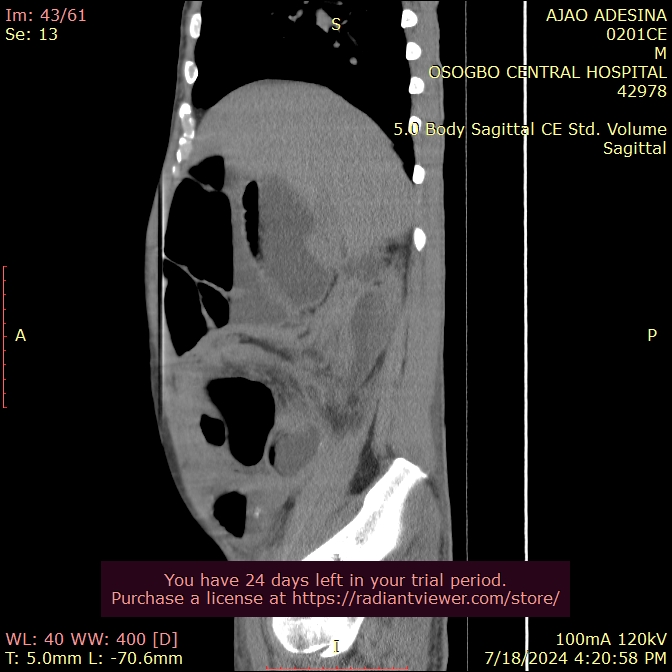 Im: 43/61
Se: 13
S
AJAO ADESINA
0201CE
M
OSOGBO CENTRAL HOSPITAL
42978
5.0 Body Sagittal CE Std. Volume
Sagittal
A
P
You have 24 days left in your trial period.
Purchase a license at https://radiantviewer.com/store/
WL: 40 WW: 400 [D]
T: 5.0mm L: -70.6mm
I
100mA 120kV
7/18/2024 4:20:58 PM